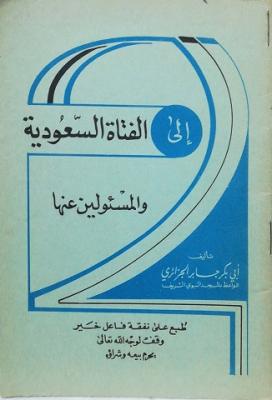 إلى الفتاة السعودية
والمسئولين عنها
تأليف
أبي بكر جابر الجزائري
الواعظ بالمسجد النبوي الشريف
طبع على نفقة فاعل خير
وقف لوجه الله تعالى
يحرم بيعه وشراؤه